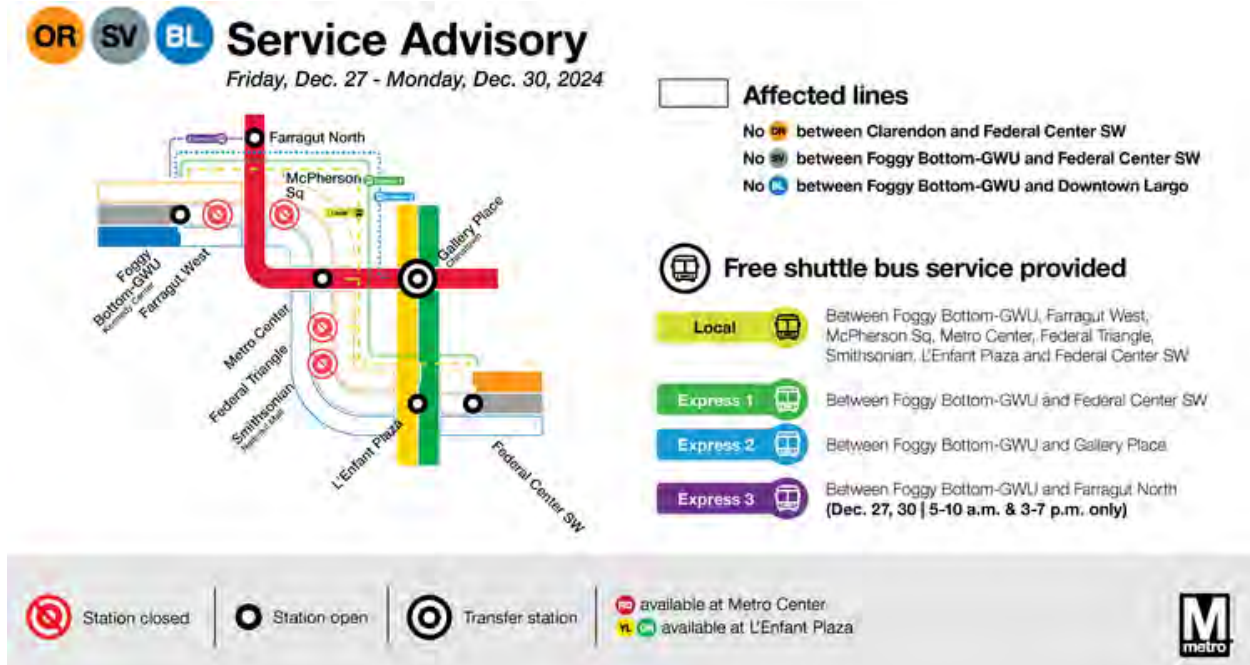 OR SV BL Service Advisory
Friday, Dec. 27 - Monday, Dec. 30, 2024
Farragut North
McPherson
Sq
Local
Gallery Place
Chinatown
Foggy
Bottom-GWU
Kennedy Center
Farragut West
Metro Center
Federal Triangle
Smithsonian
National Mall
L'Enfant Plaza
Federal Center SW
Affected lines
No OR between Clarendon and Federal Center SW
No SV between Foggy Bottom-GWU and Federal Center SW
No BL between Foggy Bottom-GWU and Downtown Largo
Free shuttle bus service provided
Local
Between Foggy Bottom-GWU, Farragut West,
McPherson Sq, Metro Center, Federal Triangle,
Smithsonian, L'Enfant Plaza and Federal Center SW
Express 1
Between Foggy Bottom-GWU and Federal Center SW
Express 2
Between Foggy Bottom-GWU and Gallery Place
Express 3
Between Foggy Bottom-GWU and Farragut North
(Dec. 27, 30 | 5-10 a.m. & 3-7 p.m. only)
Station closed
Station open
Transfer station
RD available at Metro Center
YL GR available at L'Enfant Plaza
M
metro